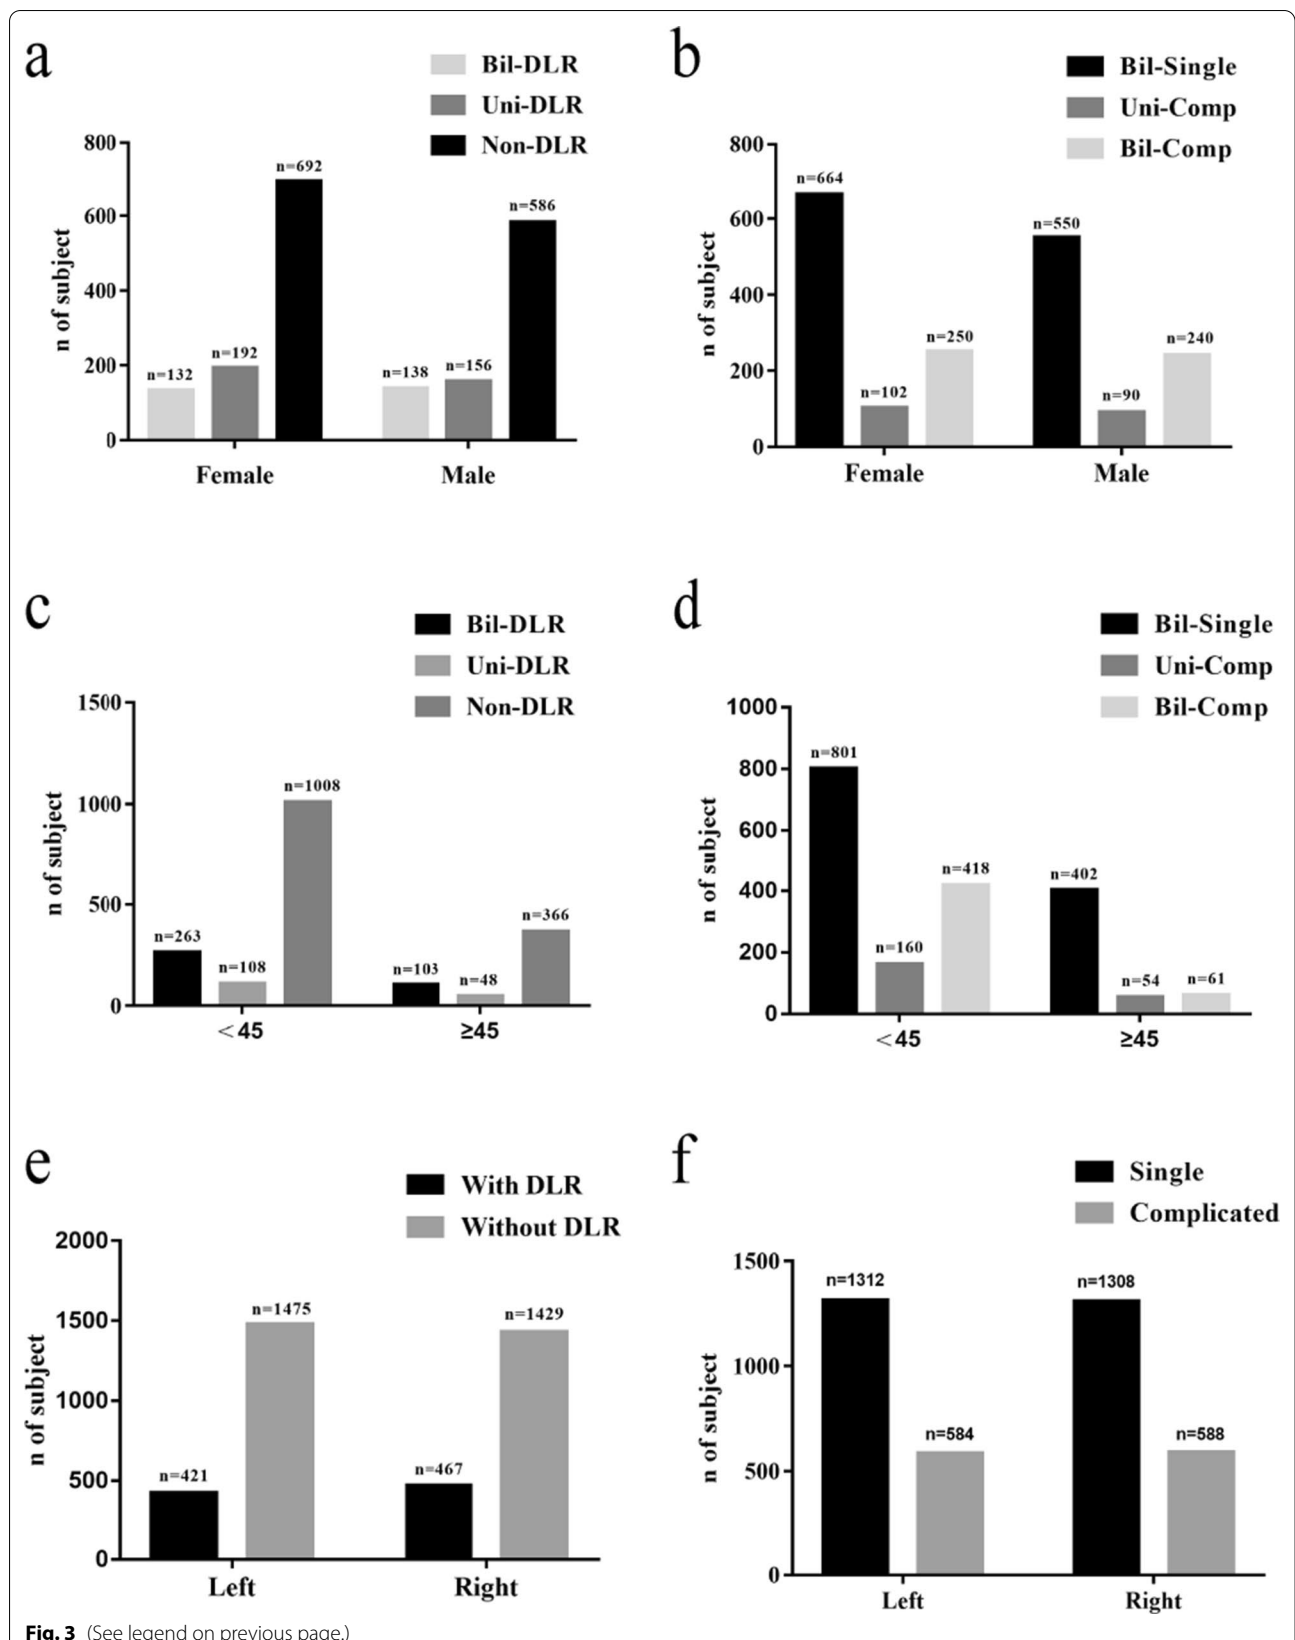 a
Bil-DLR
Uni-DLR
Non-DLR
n of subject
800
600
400
200
0
n=132
n=192
n=692
n=138
n=156
n=586
Female
Male
b
Bil-Single
Uni-Comp
Bil-Comp
n of subject
800
600
400
200
0
n=664
n=102
n=250
n=550
n=90
n=240
Female
Male
c
Bil-DLR
Uni-DLR
Non-DLR
n of subject
1500
1000
500
0
n=263
n=108
n=1008
n=103
n=48
n=366
<45
≥45
d
Bil-Single
Uni-Comp
Bil-Comp
n of subject
1000
800
600
400
200
0
n=801
n=160
n=418
n=402
n=54
n=61
<45
≥45
e
With DLR
Without DLR
n of subject
2000
1500
1000
500
0
n=421
n=1475
n=467
n=1429
Left
Right
f
Single
Complicated
n of subject
1500
1000
500
0
n=1312
n=584
n=1308
n=588
Left
Right
Fig. 3 (See legend on previous page.)